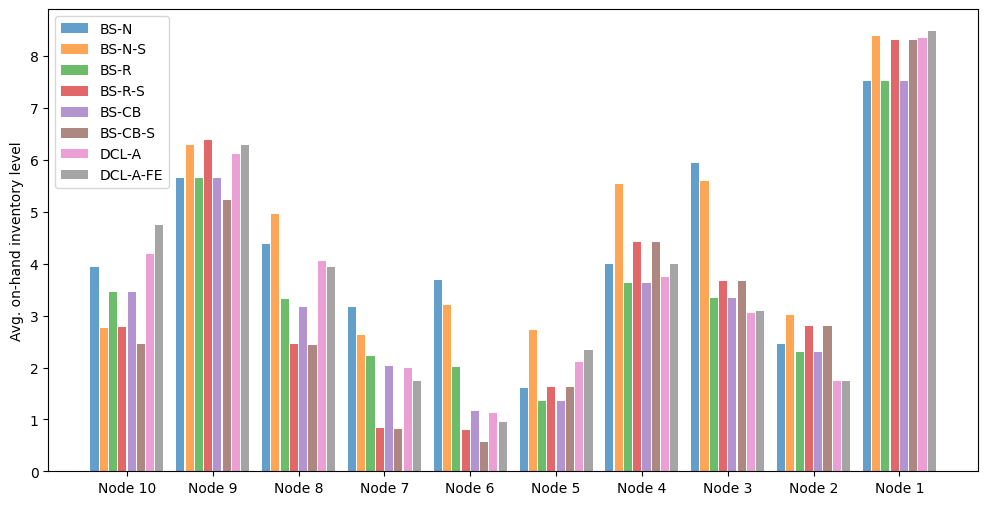 BS-N
BS-N-S
BS-R
BS-R-S
BS-CB
BS-CB-S
DCL-A
DCL-A-FE
Avg. on-hand inventory level
8
7
6
5
4
3
2
1
0
Node 10 Node 9 Node 8 Node 7 Node 6 Node 5 Node 4 Node 3 Node 2 Node 1